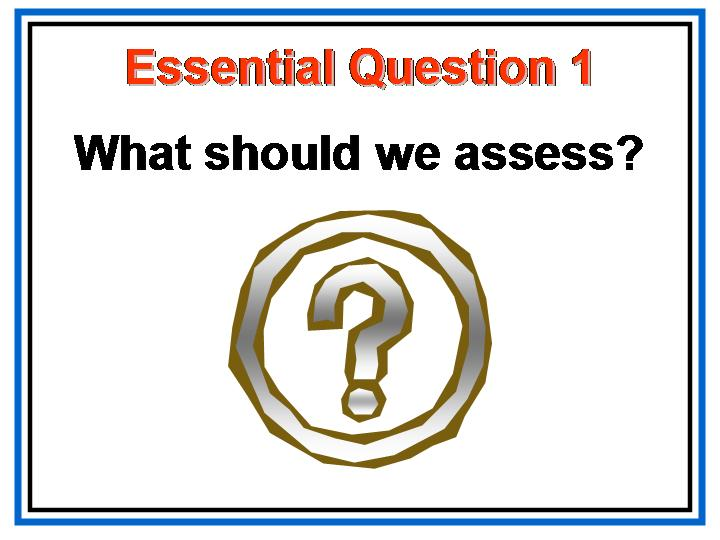 Essential Question 1
What should we assess?
?